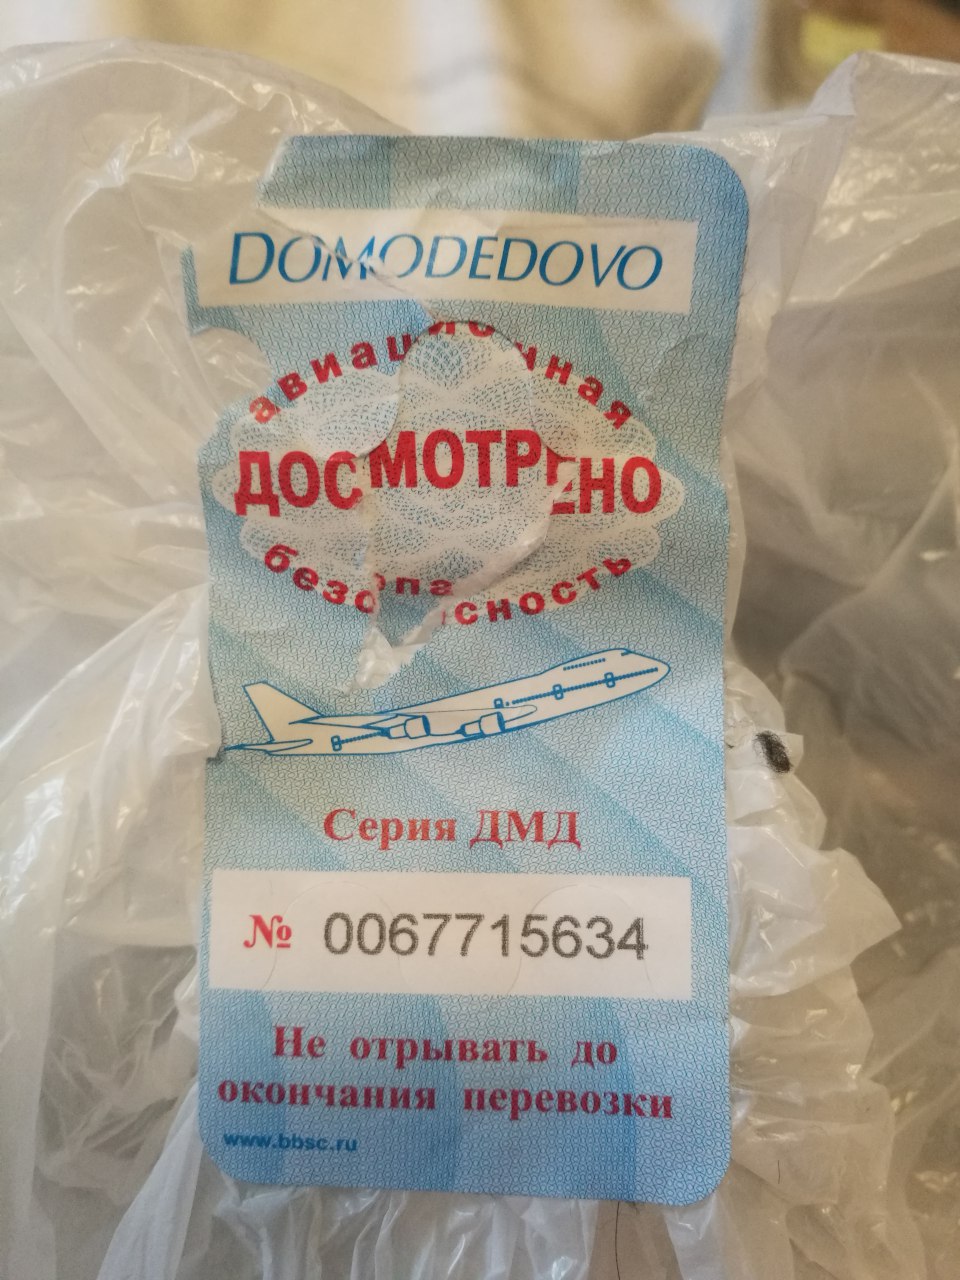 DOMODEDOVO
авиационная
ДОСМОТРЕНО
безопасность
Серия ДМД
№ 0067715634
Не отрывать до
окончания перевозки
www.bbsc.ru